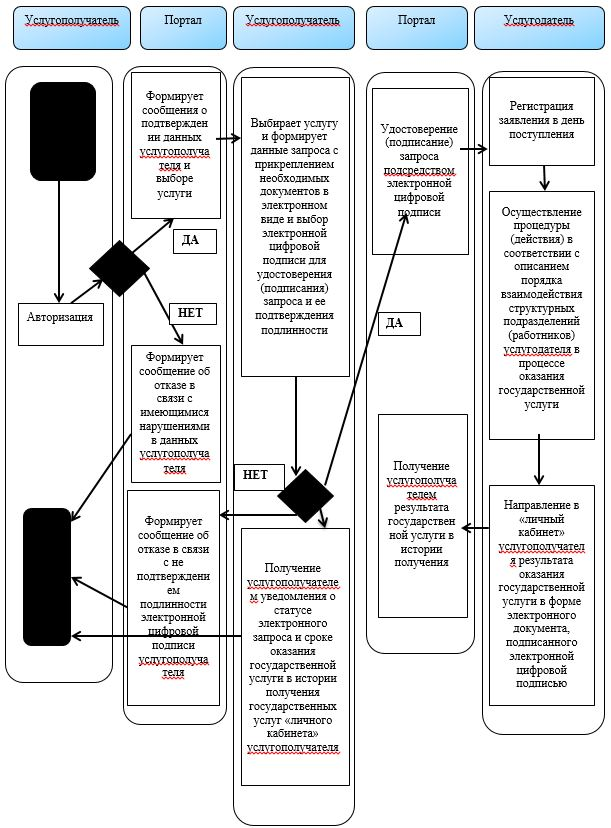 Услугополучатель
Портал
Услугополучатель
Портал
Услугодатель
Авторизация
Формирует
сообщения о
подтвержден
ии данных
услугополуча
теля и
выборе
услуги
ДА
НЕТ
Формирует
сообщение об
отказе в
связи с
имеющимися
нарушениями
в данных
услугополуча
теля
Формирует
сообщение об
отказе в связи
с не
подтверждени
ем
подлинности
электронной
цифровой
подписи
услугополуча
теля
Выбирает услугу
и формирует
данные запроса с
прикреплением
необходимых
документов в
электронном
виде и выбор
электронной
цифровой
подписи для
удостоверения
(подписания)
запроса и ее
подтверждения
подлинности
НЕТ
ДА
Получение
услугополучателе
м уведомления о
статусе
электронного
запроса и сроке
оказания
государственной
услуги в истории
получения
государственных
услуг «личного
кабинета»
услугополучателя
Удостоверение
(подписание)
запроса
подсредством
электронной
цифровой
подписи
Получение
услугополуча
телем
результата
государствен
ной услуги в
истории
получения
Регистрация
заявления в день
поступления
Осуществление
процедуры
(действия) в
соответствии с
описанием
порядка
взаимодействия
структурных
подразделений
(работников)
услугодателя в
процессе
оказания
государственной
услуги
Направление в
«личный
кабинет»
услугополучател
я результата
оказания
государственной
услуги в форме
электронного
документа,
подписанного
электронной
цифровой
подписью